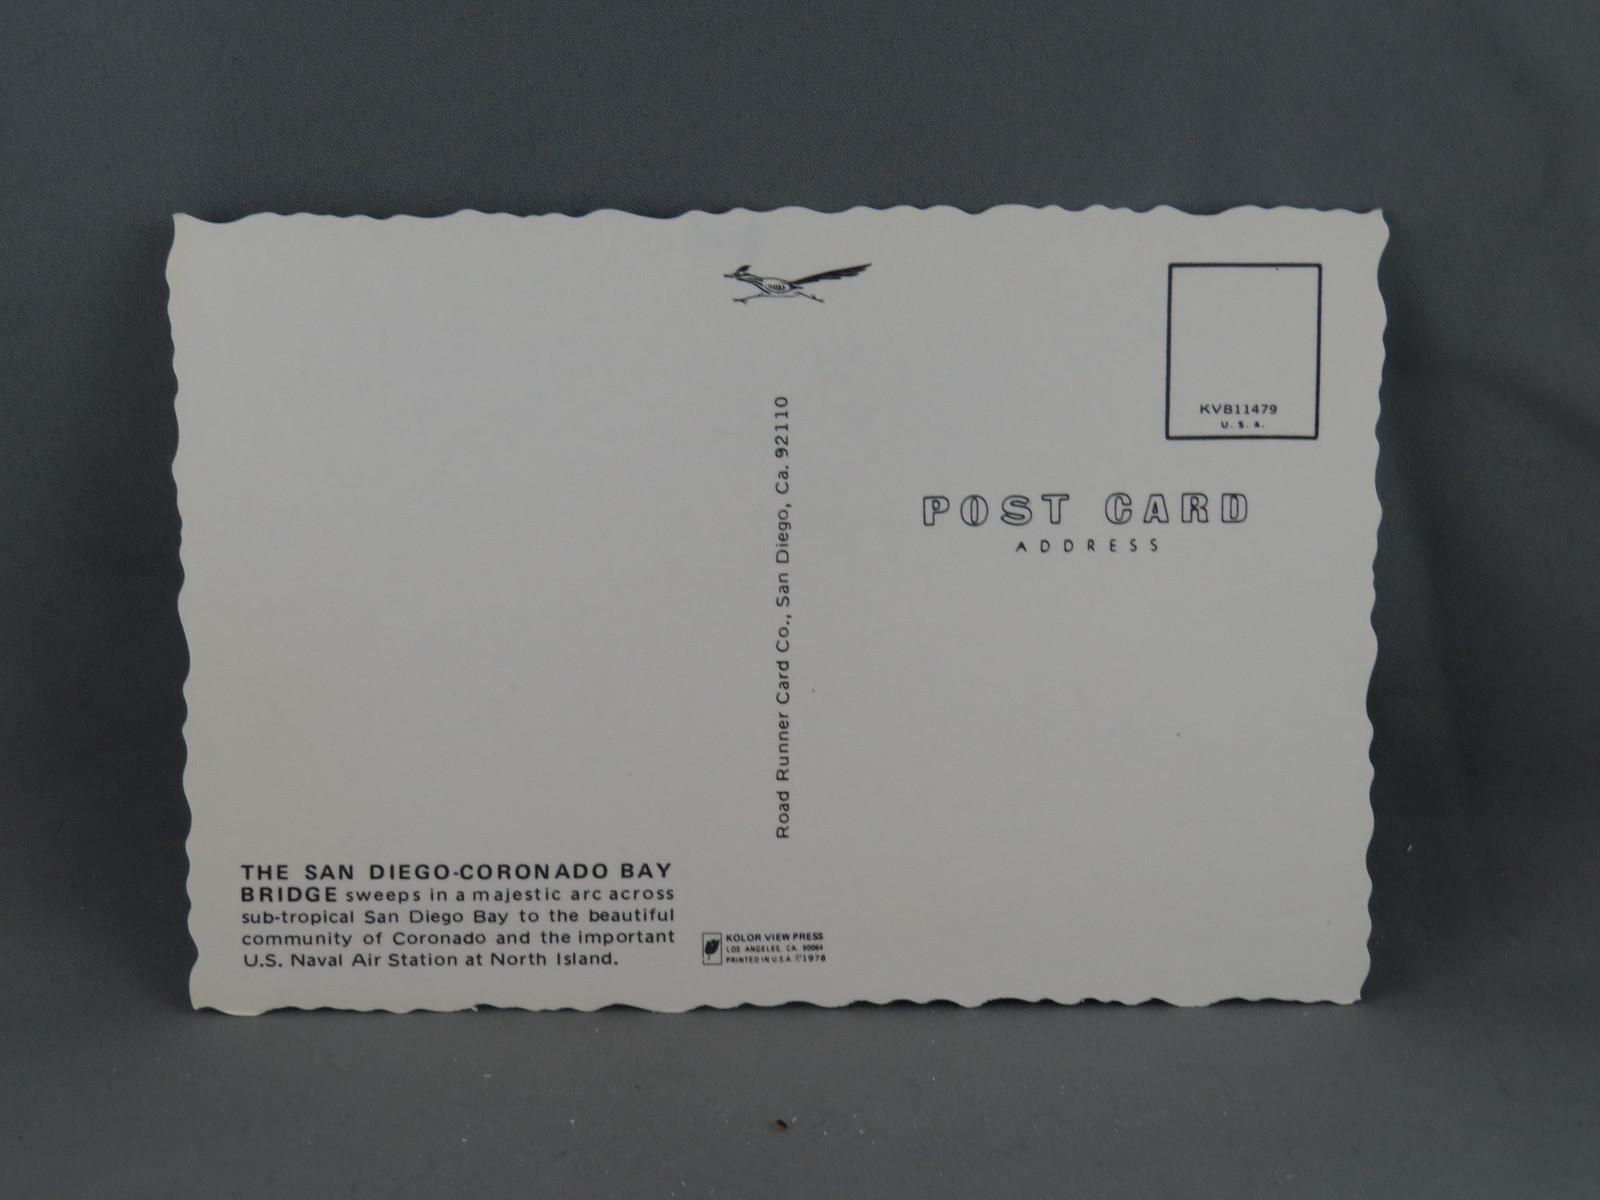 KVB11479
U. S. A.
POST CARD
ADDRESS
Road Runner Card Co., San Diego, Ca. 92110
THE SAN DIEGO-CORONADO BAY
BRIDGE sweeps in a majestic arc across
sub-tropical San Diego Bay to the beautiful
community of Coronado and the important
U.S. Naval Air Station at North Island.
KOLOR VIEW PRESS
LOS ANGELES, CA. 90064
PRINTED IN U.S.A. ©1978